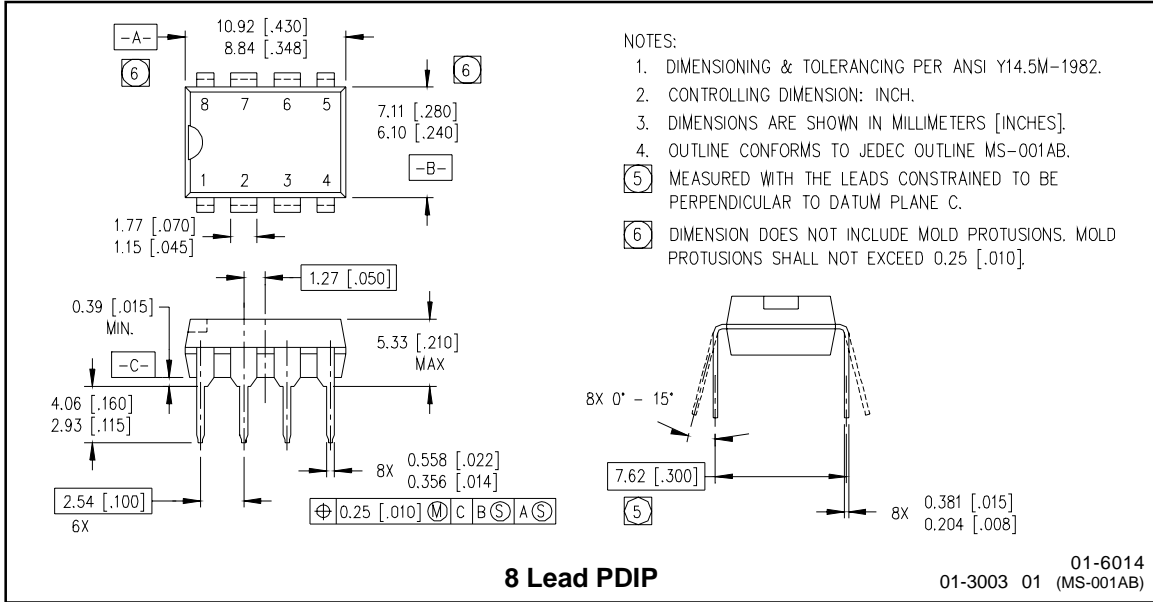 -A-
10.92 [.430]
8.84 [.348]
6
6
8 7 6 5
1 2 3 4
7.11 [.280]
6.10 [.240]
-B-
1.77 [.070]
1.15 [.045]
1.27 [.050]
0.39 [.015]
MIN.
-C-
5.33 [.210]
MAX
4.06 [.160]
2.93 [.115]
2.54 [.100]
6X
8X 0.558 [.022]
0.356 [.014]
⌖ 0.25 [.010] Ⓜ C B Ⓢ A Ⓢ
NOTES:
1. DIMENSIONING & TOLERANCING PER ANSI Y14.5M-1982.
2. CONTROLLING DIMENSION: INCH.
3. DIMENSIONS ARE SHOWN IN MILLIMETERS [INCHES].
4. OUTLINE CONFORMS TO JEDEC OUTLINE MS-001AB.
5 MEASURED WITH THE LEADS CONSTRAINED TO BE
PERPENDICULAR TO DATUM PLANE C.
6 DIMENSION DOES NOT INCLUDE MOLD PROTUSIONS. MOLD
PROTUSIONS SHALL NOT EXCEED 0.25 [.010].
8X 0° - 15°
7.62 [.300]
5
8X 0.381 [.015]
0.204 [.008]
8 Lead PDIP
01-6014
01-3003 01 (MS-001AB)